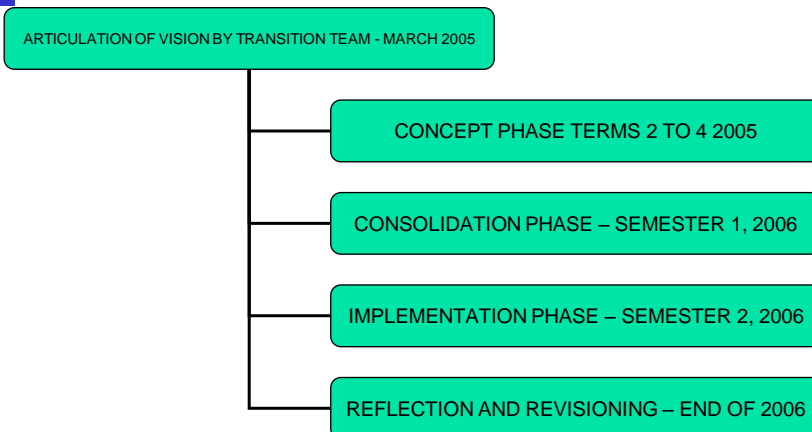 ARTICULATION OF VISION BY TRANSITION TEAM - MARCH 2005
CONCEPT PHASE TERMS 2 TO 4 2005
CONSOLIDATION PHASE – SEMESTER 1, 2006
IMPLEMENTATION PHASE – SEMESTER 2, 2006
REFLECTION AND REVISIONING – END OF 2006